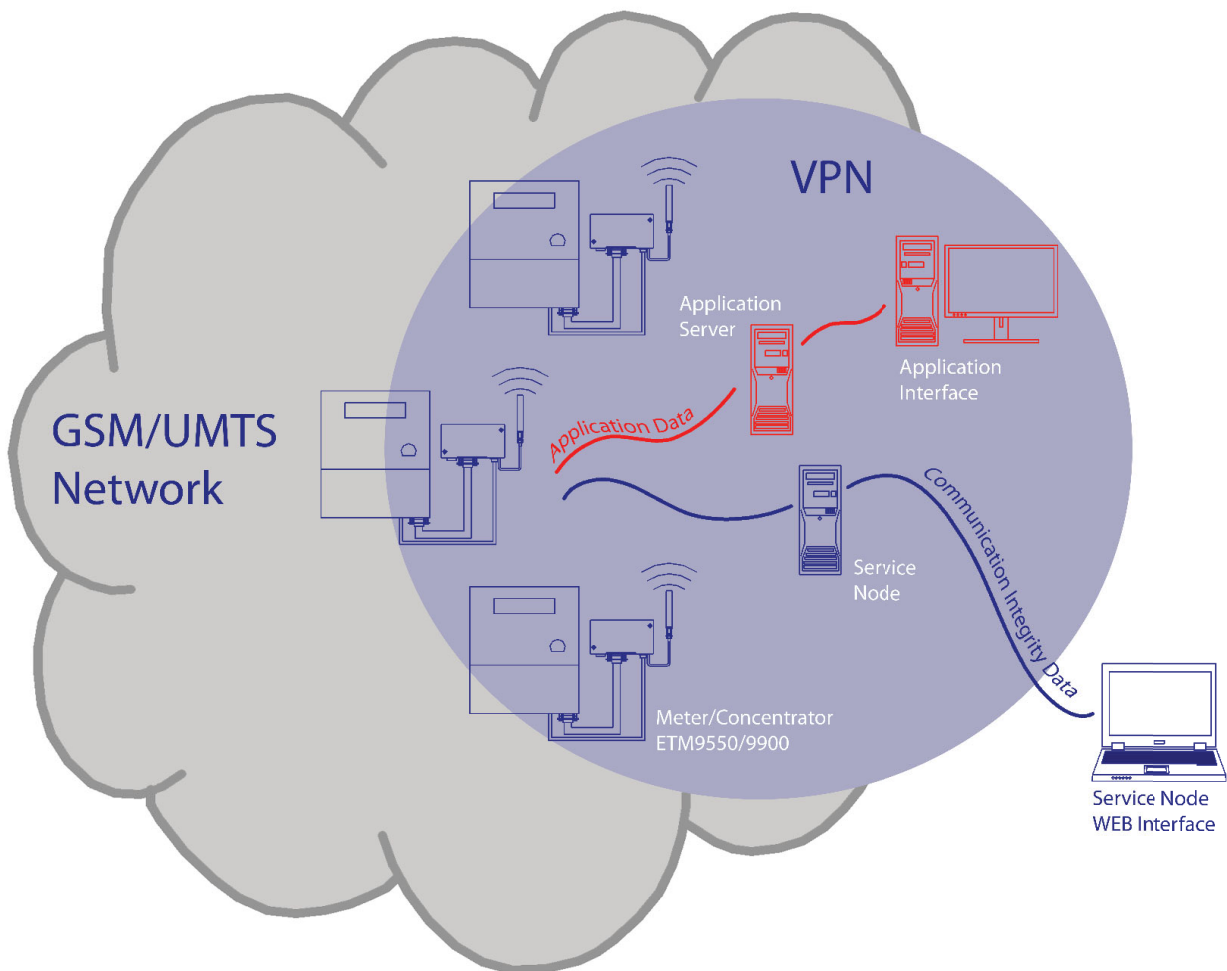 VPN
Application
Server
Application
Interface
GSM/UMTS
Network
Application Data
Communication Integrity Data
Service
Node
Meter/Concentrator
ETM9550/9900
Service Node
WEB Interface